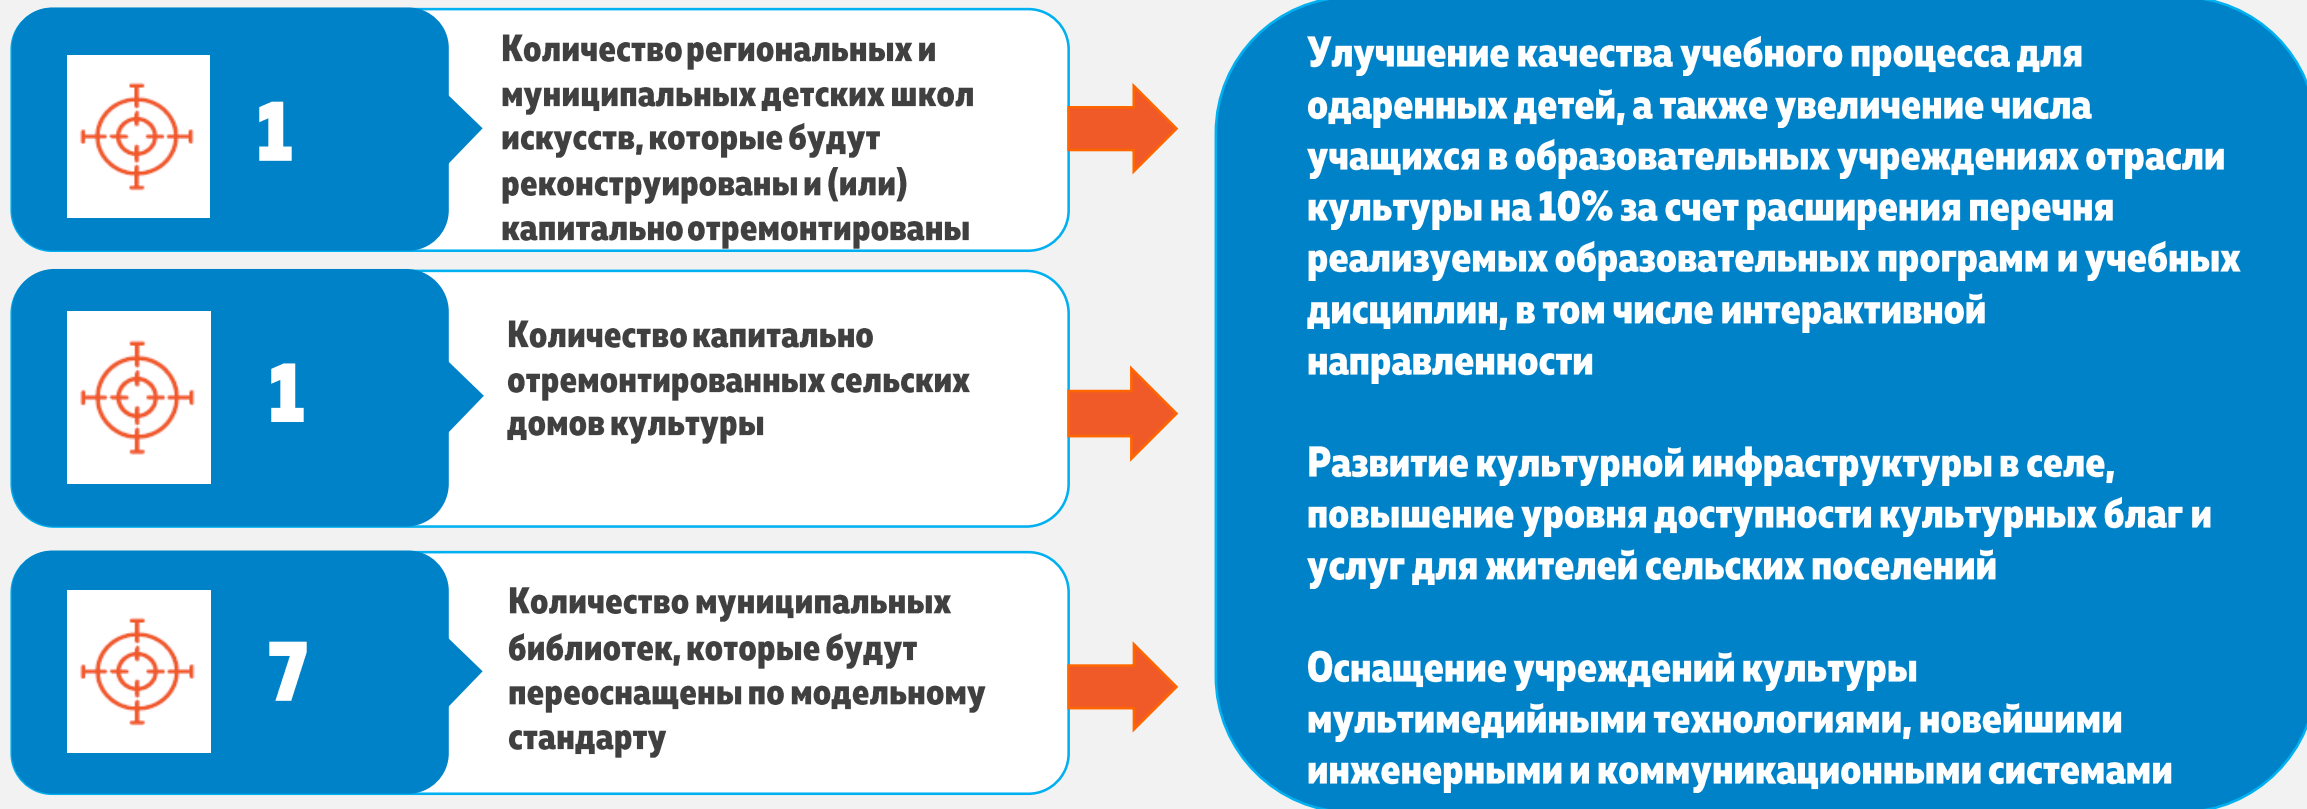 1
Количество региональных и
муниципальных детских школ
искусств, которые будут
реконструированы и (или)
капитально отремонтированы
1
Количество капитально
отремонтированных сельских
домов культуры
7
Количество муниципальных
библиотек, которые будут
переоснащены по модельному
стандарту
Улучшение качества учебного процесса для
одаренных детей, а также увеличение числа
учащихся в образовательных учреждениях отрасли
культуры на 10% за счет расширения перечня
реализуемых образовательных программ и учебных
дисциплин, в том числе интерактивной
направленности
Развитие культурной инфраструктуры в селе,
повышение уровня доступности культурных благ и
услуг для жителей сельских поселений
Оснащение учреждений культуры
мультимедийными технологиями, новейшими
инженерными и коммуникационными системами